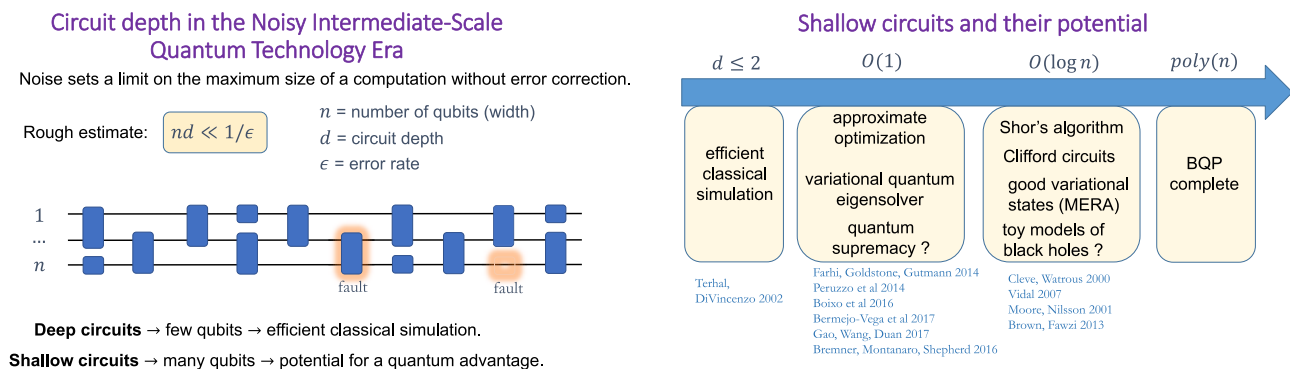 Circuit depth in the Noisy Intermediate-Scale
Quantum Technology Era
Noise sets a limit on the maximum size of a computation without error correction.
Rough estimate:
nd ≪ 1/ϵ
n = number of qubits (width)
d = circuit depth
ϵ = error rate
1
...
n
fault
fault
Deep circuits → few qubits → efficient classical simulation.
Shallow circuits → many qubits → potential for a quantum advantage.
Shallow circuits and their potential
d ≤ 2
O(1)
O(log n)
poly(n)
efficient
classical
simulation
approximate
optimization
variational quantum
eigensolver
quantum
supremacy ?
Shor's algorithm
Clifford circuits
good variational
states (MERA)
toy models of
black holes ?
BQP
complete
Terhal,
DiVincenzo 2002
Farhi, Goldstone, Gutmann 2014
Peruzzo et al 2014
Boixo et al 2016
Bermejo-Vega et al 2017
Gao, Wang, Duan 2017
Bremner, Montanaro, Shepherd 2016
Cleve, Watrous 2000
Vidal 2007
Moore, Nilsson 2001
Brown, Fawzi 2013